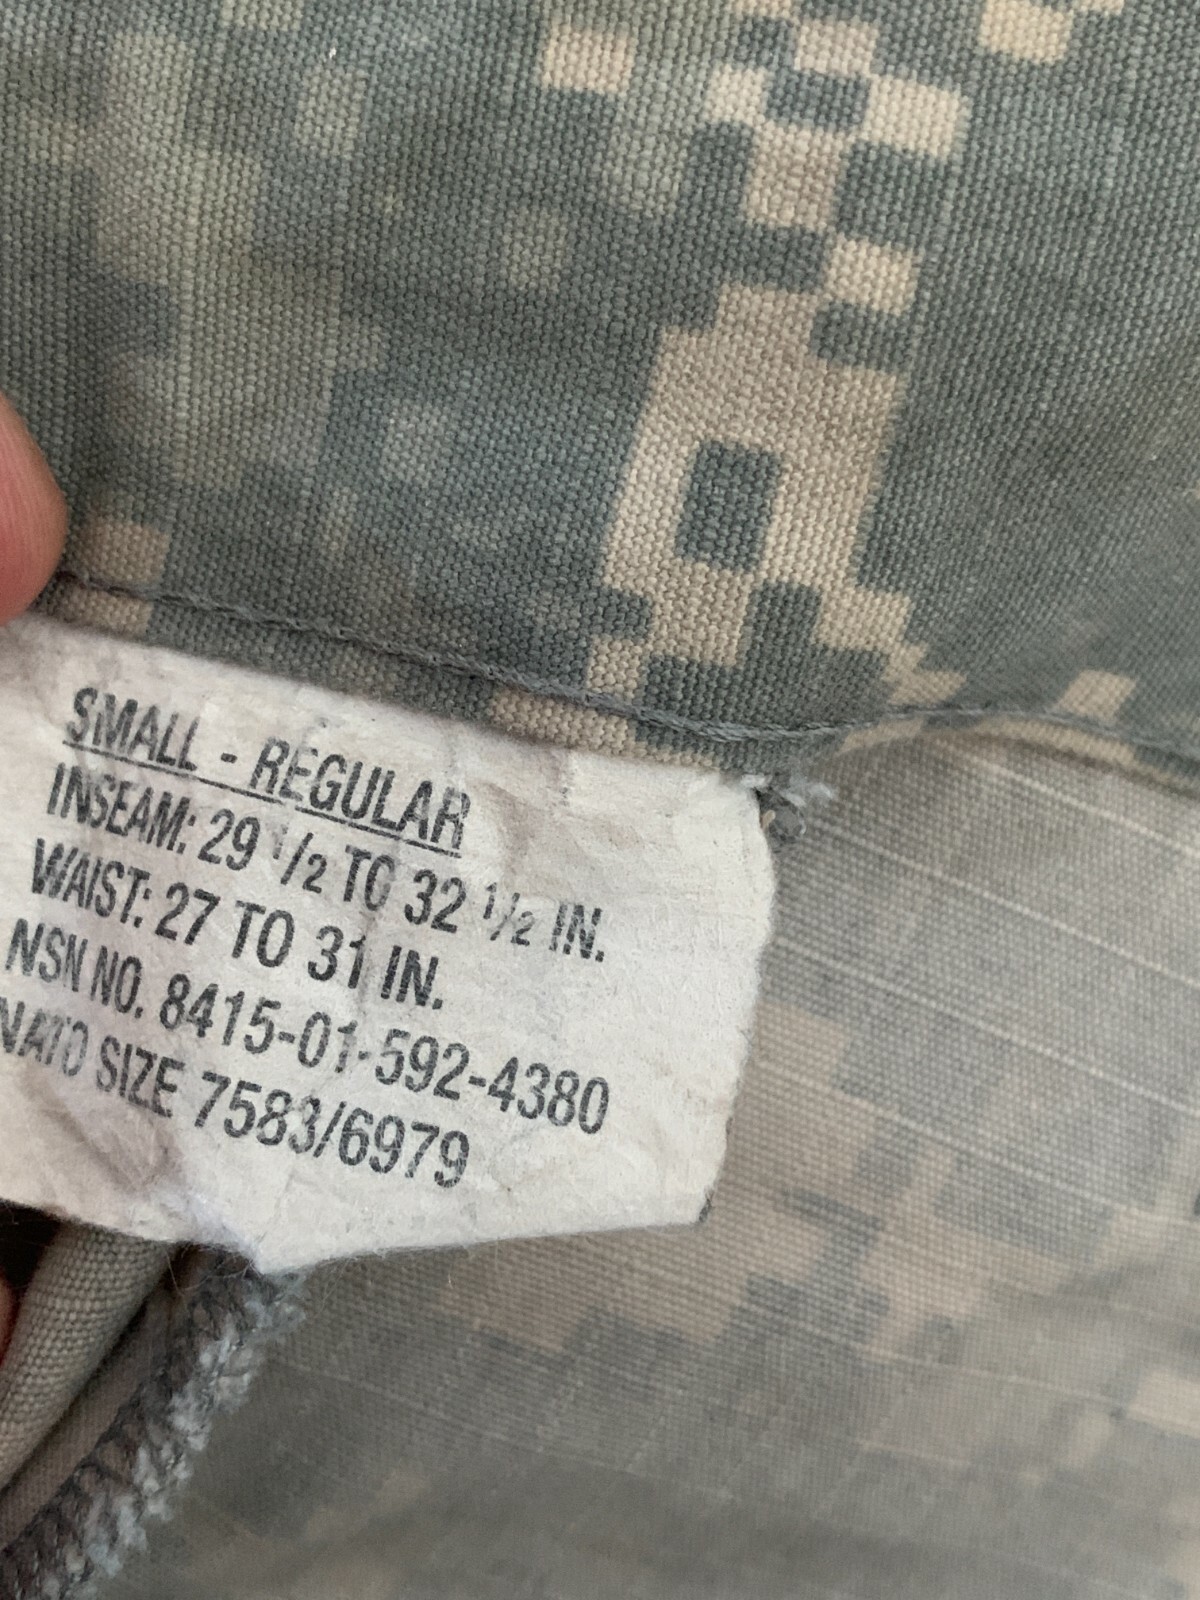 SMALL - REGULAR
INSEAM: 29 1/2 TO 32 1/2 IN.
WAIST: 27 TO 31 IN.
NSN NO. 8415-01-592-4380
NATO SIZE 7583/6979